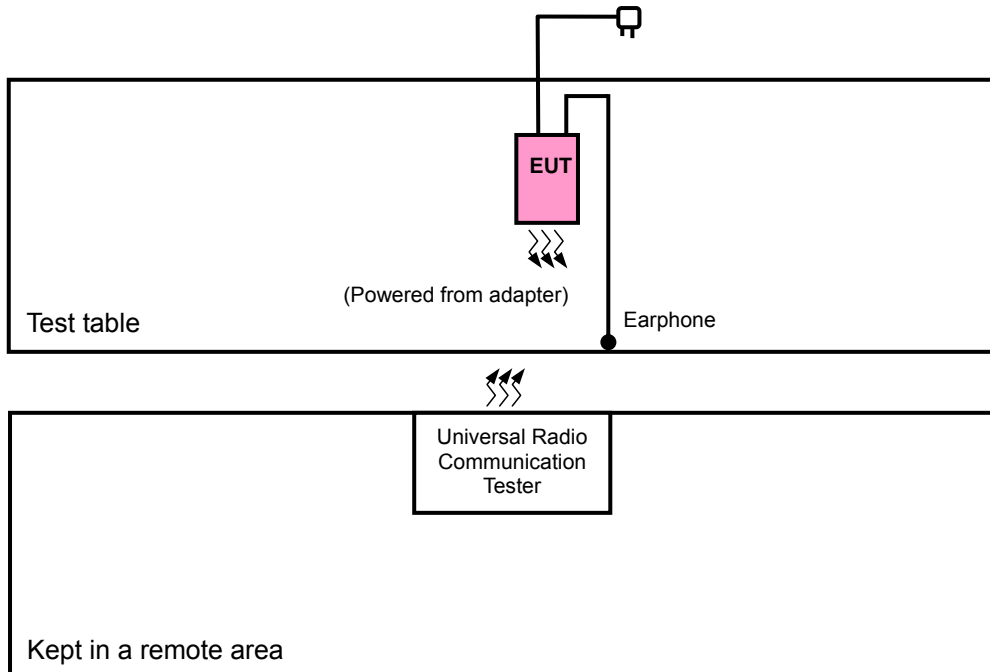 EUT
(Powered from adapter)
Earphone
Test table
Universal Radio
Communication
Tester
Kept in a remote area